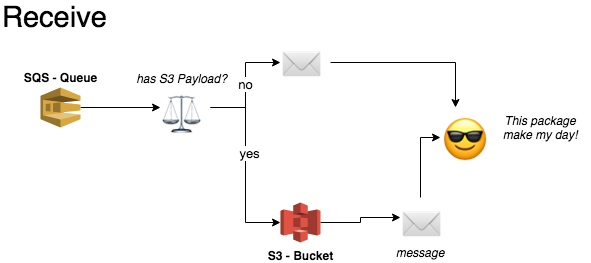 Receive
SQS - Queue
has S3 Payload?
no
This package
make my day!
yes
S3 - Bucket
message